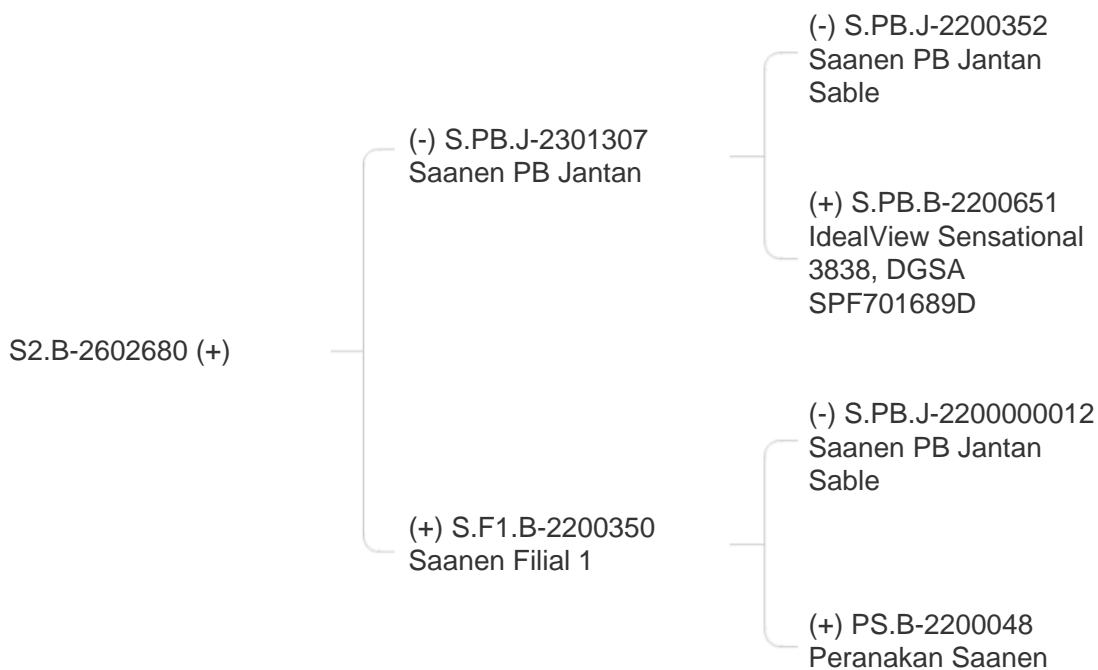 (-) S.PB.J-2200352
Saanen PB Jantan
Sable
(-) S.PB.J-2301307
Saanen PB Jantan
(+) S.PB.B-2200651
IdealView Sensational
3838, DGSA
SPF701689D
S2.B-2602680 (+)
(-) S.PB.J-2200000012
Saanen PB Jantan
Sable
(+) S.F1.B-2200350
Saanen Filial 1
(+) PS.B-2200048
Peranakan Saanen